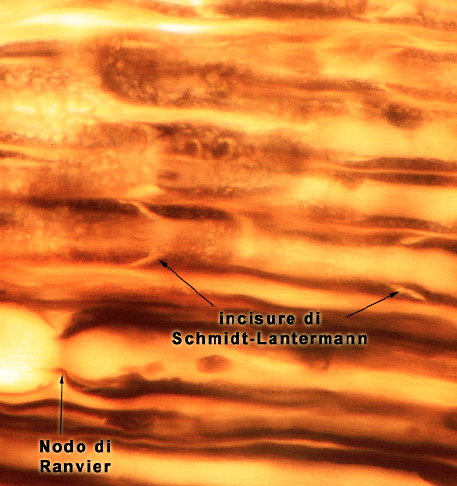 incisure di
Schmidt-Lantermann
Nodo di
Ranvier